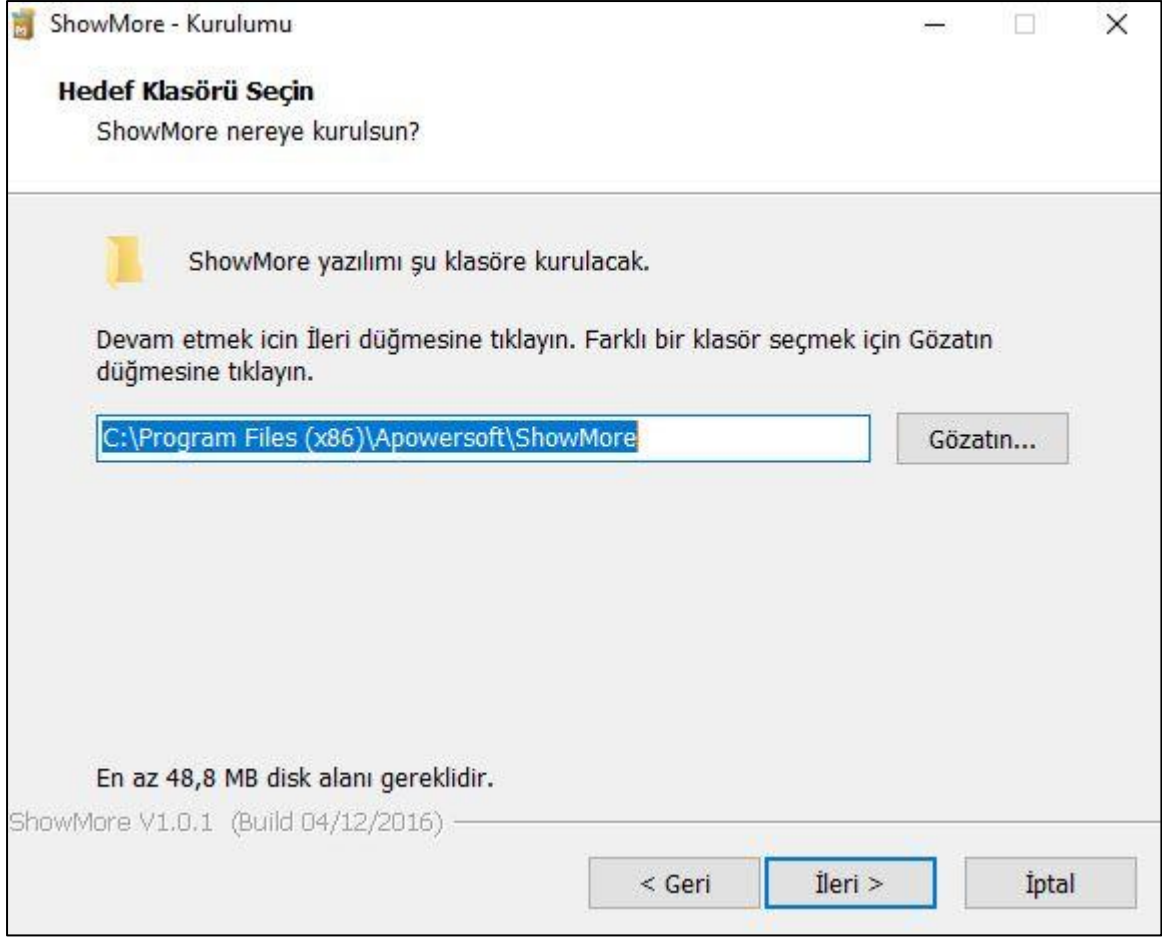 ShowMore - Kurulumu
Hedef Klasörü Seçin
ShowMore nereye kurulsun?
ShowMore yazılımı şu klasöre kurulacak.
Devam etmek icin İleri düğmesine tıklayın. Farklı bir klasör seçmek için Gözatın
düğmesine tıklayın.
C:\Program Files (x86)\Apowersoft\ShowMore
Gözatın...
En az 48,8 MB disk alanı gereklidir.
ShowMore V1.0.1 (Build 04/12/2016)
< Geri
İleri >
İptal